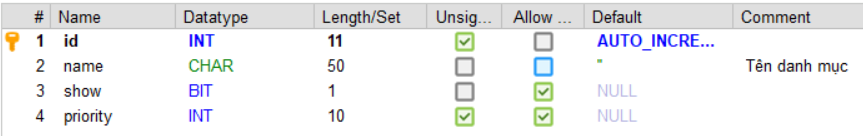 # Name Datatype Length/Set Unsig... Allow ... Default Comment
1 id INT 11 AUTO_INCRE...
2 name CHAR 50 '' Tên danh mục
3 show BIT 1 NULL
4 priority INT 10 NULL